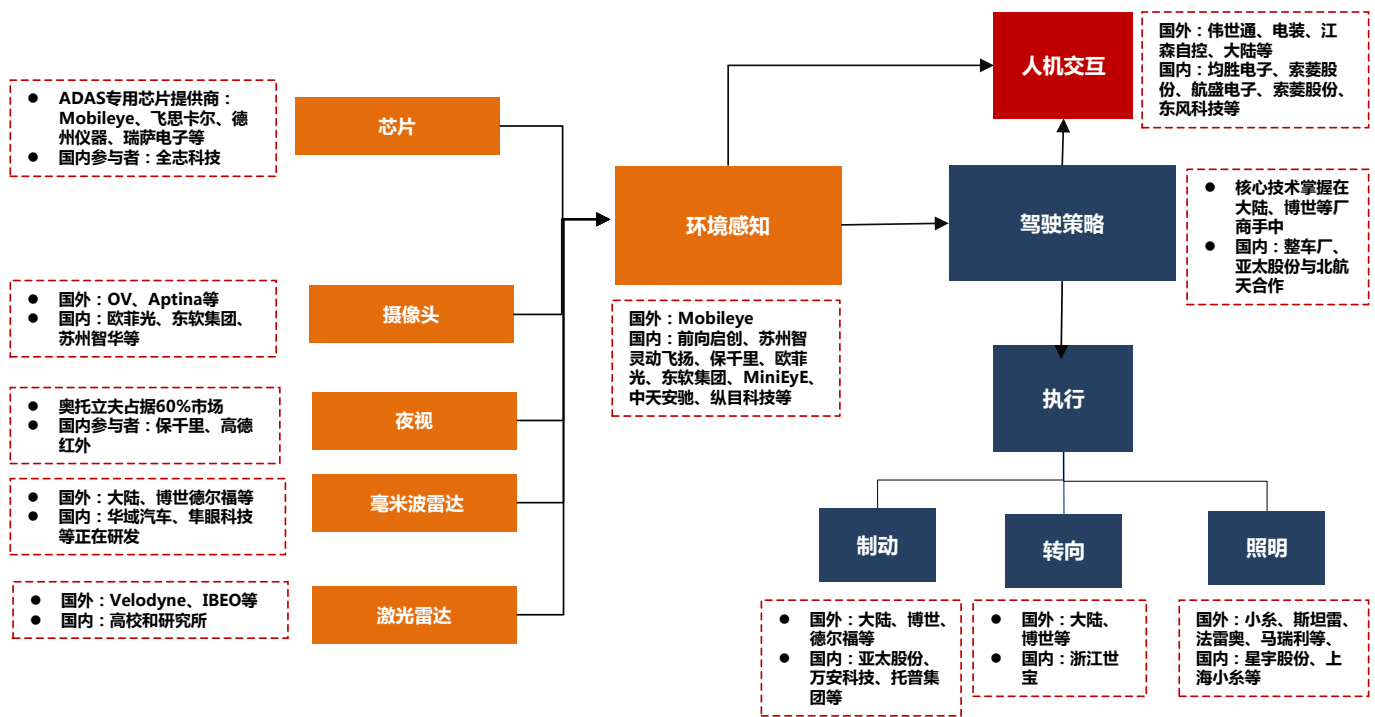 人机交互
国外：伟世通、电装、江
森自控、大陆等
国内：均胜电子、索菱股
份、航盛电子、索菱股份、
东风科技等
● ADAS专用芯片提供商：
Mobileye、飞思卡尔、德
州仪器、瑞萨电子等
● 国内参与者：全志科技
芯片
环境感知
驾驶策略
● 核心技术掌握在
大陆、博世等厂
商手中
● 国内：整车厂、
亚太股份与北航
天合作
● 国外：OV、Aptina等
● 国内：欧菲光、东软集团、
苏州智华等
摄像头
国外：Mobileye
国内：前向启创、苏州智
灵动飞扬、保千里、欧菲
光、东软集团、MiniEyE、
中天安驰、纵目科技等
执行
● 奥托立夫占据60%市场
● 国内参与者：保千里、高德
红外
夜视
● 国外：大陆、博世德尔福等
● 国内：华域汽车、隼眼科技
等正在研发
毫米波雷达
制动
转向
照明
● 国外：Velodyne、IBEO等
● 国内：高校和研究所
激光雷达
● 国外：大陆、博世、
德尔福等
● 国内：亚太股份、
万安科技、托普集
团等
● 国外：大陆、
博世等
● 国内：浙江世
宝
国外：小糸、斯坦雷、
法雷奥、马瑞利等、
国内：星宇股份、上
海小糸等